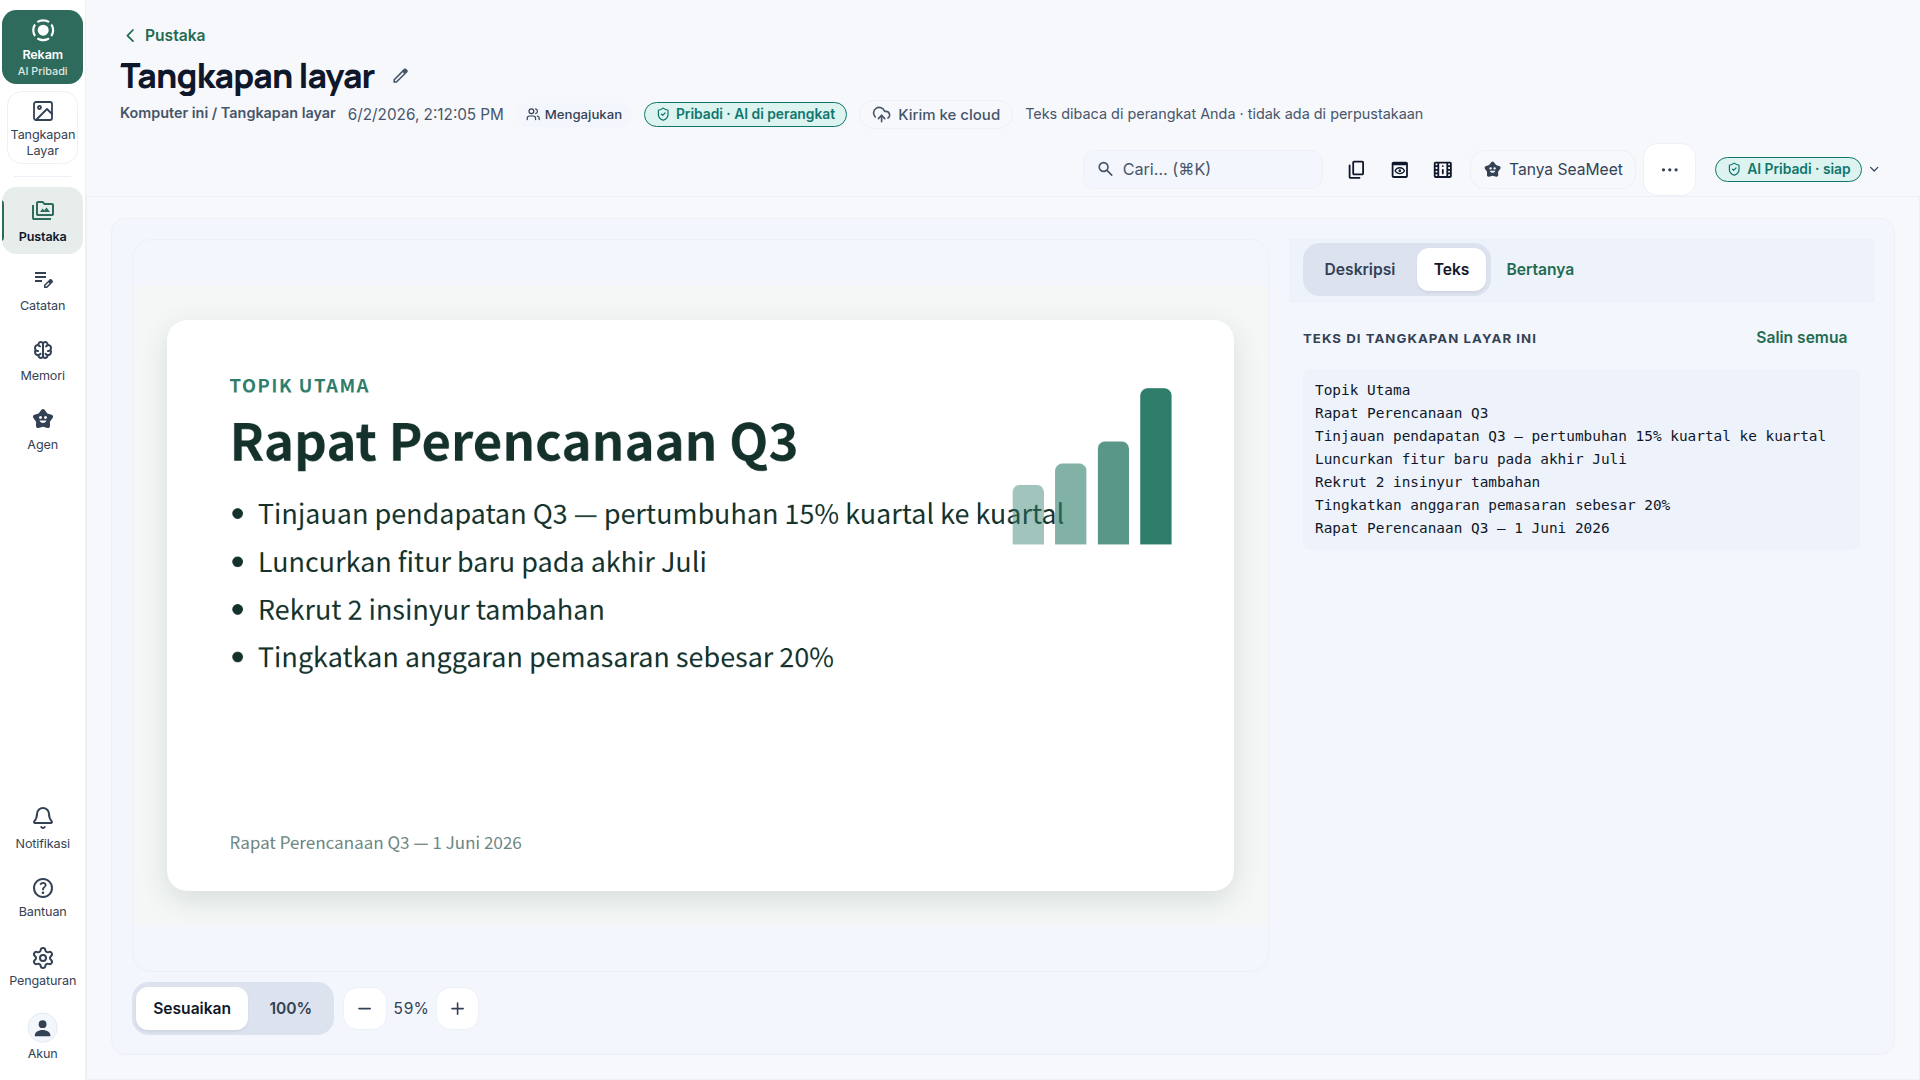 Rekam
AI Pribadi
Tangkapan
Layar
Pustaka
Catatan
Memori
Agen
Notifikasi
Bantuan
Pengaturan
Akun
Pustaka
Tangkapan layar
Komputer ini / Tangkapan layar 6/2/2026, 2:12:05 PM Mengajukan Pribadi · AI di perangkat Kirim ke cloud Teks dibaca di perangkat Anda · tidak ada di perpustakaan
Cari... (⌘K) Tanya SeaMeet AI Pribadi · siap
TOPIK UTAMA
Rapat Perencanaan Q3
• Tinjauan pendapatan Q3 — pertumbuhan 15% kuartal ke kuartal
• Luncurkan fitur baru pada akhir Juli
• Rekrut 2 insinyur tambahan
• Tingkatkan anggaran pemasaran sebesar 20%
Rapat Perencanaan Q3 — 1 Juni 2026
Sesuaikan 100% 59%
Deskripsi Teks Bertanya
TEKS DI TANGKAPAN LAYAR INI Salin semua
Topik Utama
Rapat Perencanaan Q3
Tinjauan pendapatan Q3 — pertumbuhan 15% kuartal ke kuartal
Luncurkan fitur baru pada akhir Juli
Rekrut 2 insinyur tambahan
Tingkatkan anggaran pemasaran sebesar 20%
Rapat Perencanaan Q3 — 1 Juni 2026